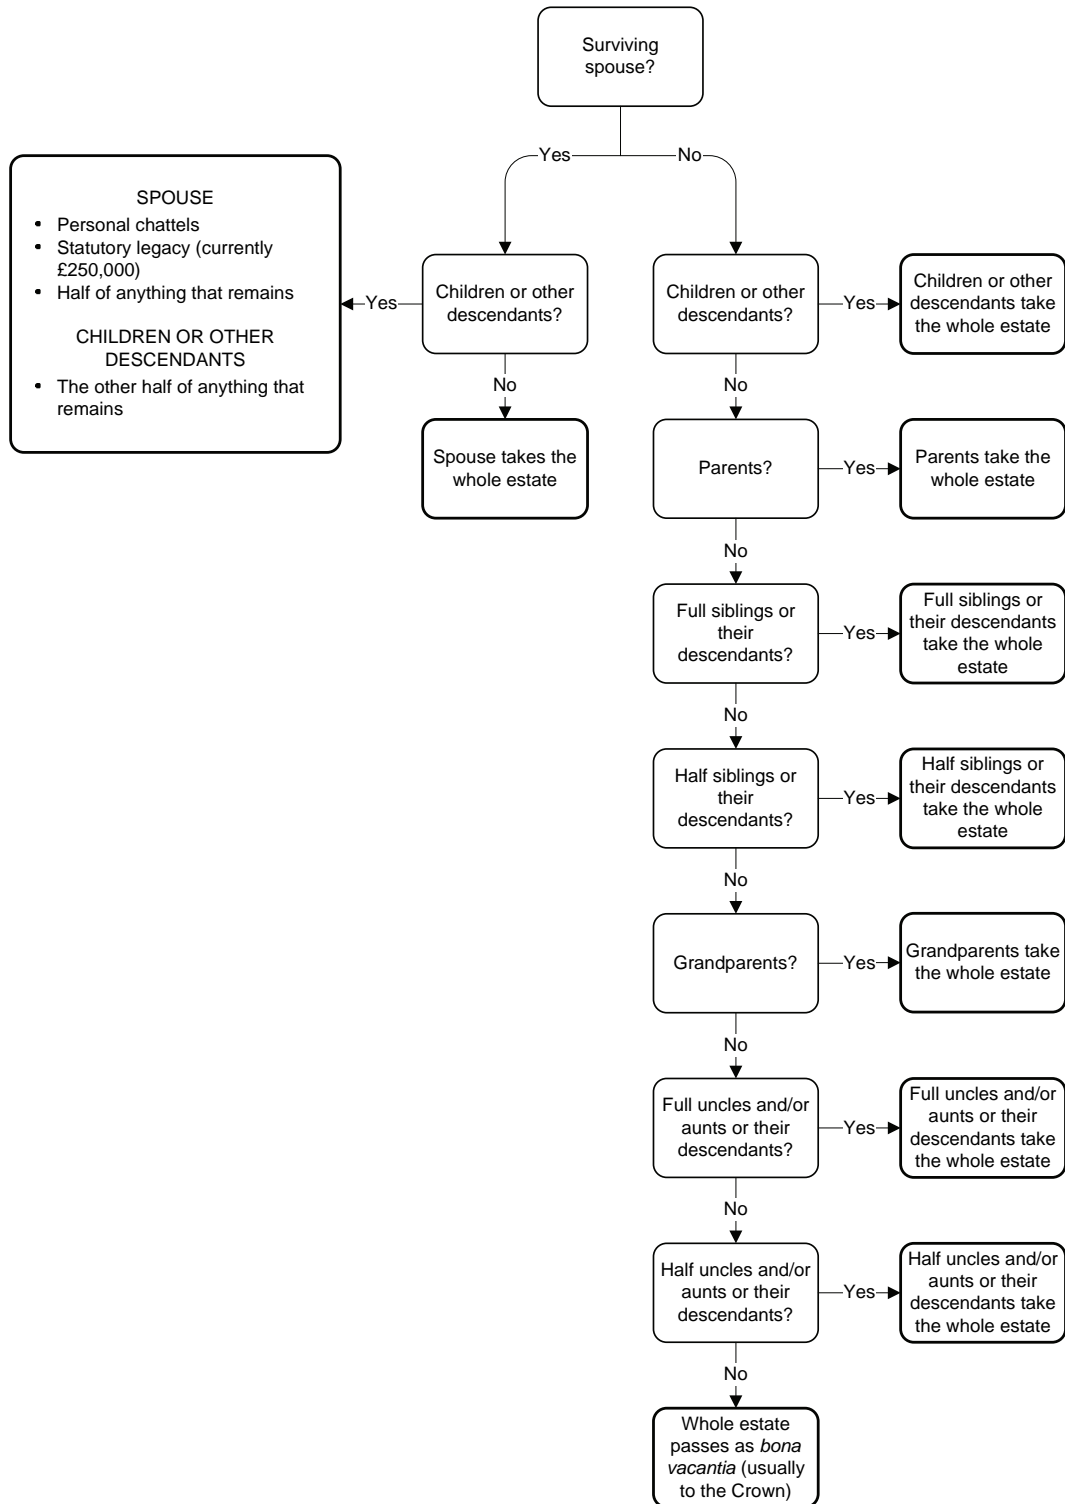 Surviving
spouse?
Yes
No
SPOUSE
▪ Personal chattels
▪ Statutory legacy (currently
£250,000)
▪ Half of anything that remains
CHILDREN OR OTHER
DESCENDANTS
▪ The other half of anything that
remains
Yes
Children or other
descendants?
Children or other
descendants?
Yes
Children or other
descendants take
the whole estate
No
No
Spouse takes the
whole estate
Parents?
Yes
Parents take the
whole estate
No
Full siblings or
their
descendants?
Yes
Full siblings or
their descendants
take the whole
estate
No
Half siblings or
their
descendants?
Yes
Half siblings or
their descendants
take the whole
estate
No
Grandparents?
Yes
Grandparents take
the whole estate
No
Full uncles and/or
aunts or their
descendants?
Yes
Full uncles and/or
aunts or their
descendants take
the whole estate
No
Half uncles and/or
aunts or their
descendants?
Yes
Half uncles and/or
aunts or their
descendants take
the whole estate
No
Whole estate
passes as bona
vacantia (usually
to the Crown)